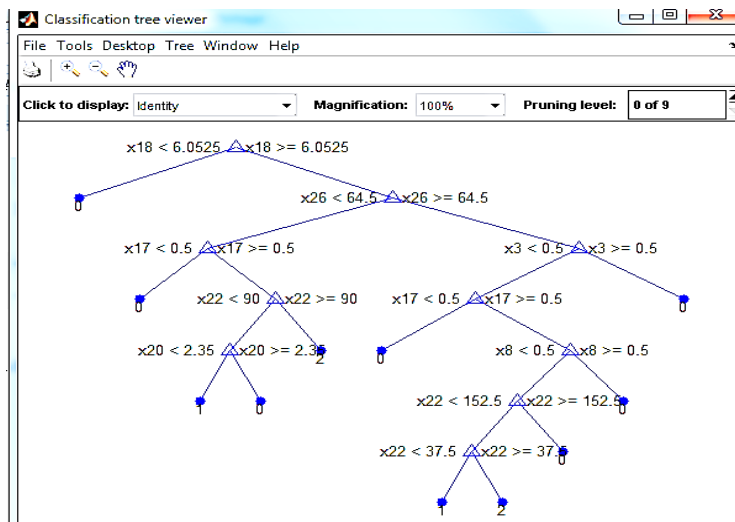 Classification tree viewer
File Tools Desktop Tree Window Help
Click to display: Identity Magnification: 100% Pruning level: 0 of 9
x18 < 6.0525 x18 >= 6.0525
0 x26 < 64.5 x26 >= 64.5
x17 < 0.5 x17 >= 0.5 x3 < 0.5 x3 >= 0.5
0 x22 < 90 x22 >= 90 x17 < 0.5 x17 >= 0.5 0
x20 < 2.35 x20 >= 2.35 2 0 x8 < 0.5 x8 >= 0.5
1 0 x22 < 152.5 x22 >= 152.5 0
x22 < 37.5 x22 >= 37.5 0
1 2